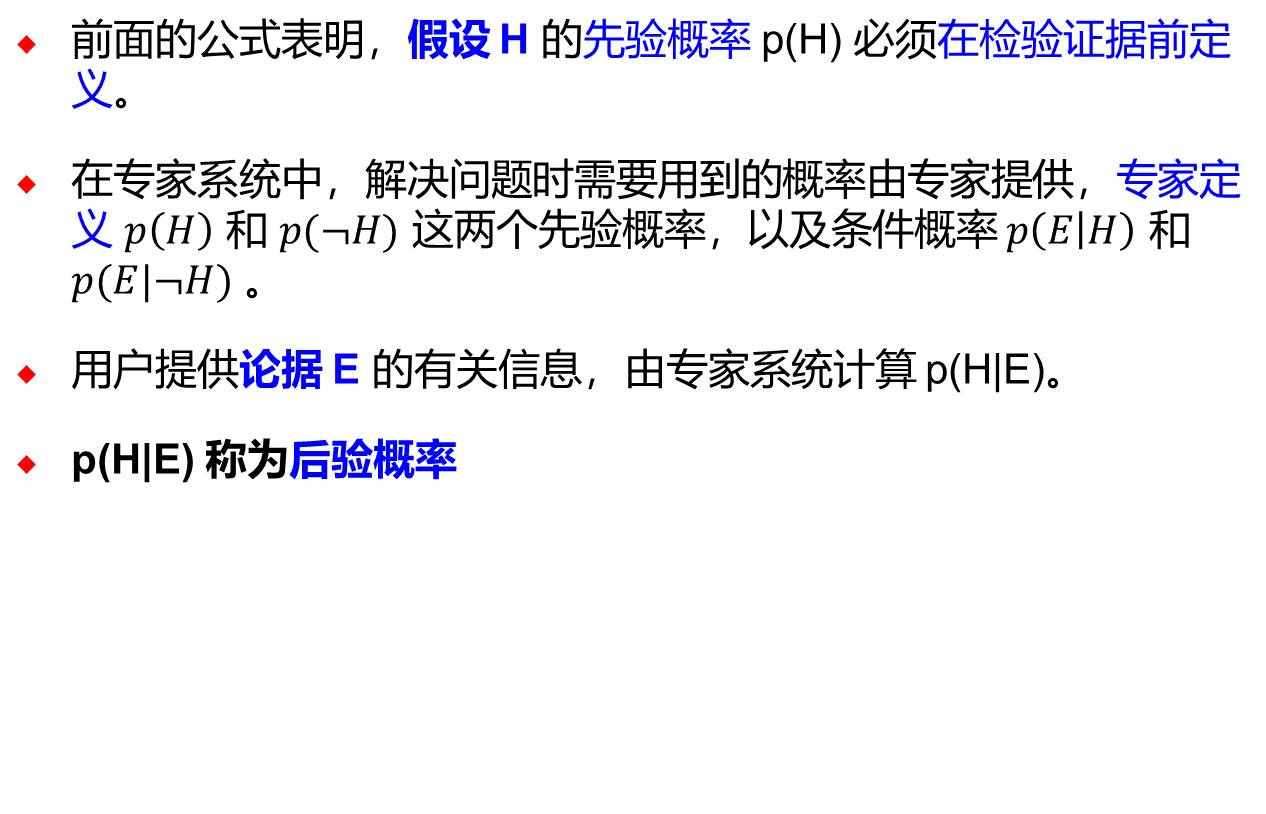 前面的公式表明，假设 H 的先验概率 p(H) 必须在检验证据前定
义。
在专家系统中，解决问题时需要用到的概率由专家提供，专家定
义 p(H) 和 p(¬H) 这两个先验概率，以及条件概率 p(E|H) 和
p(E|¬H) 。
用户提供论据 E 的有关信息，由专家系统计算 p(H|E)。
p(H|E) 称为后验概率